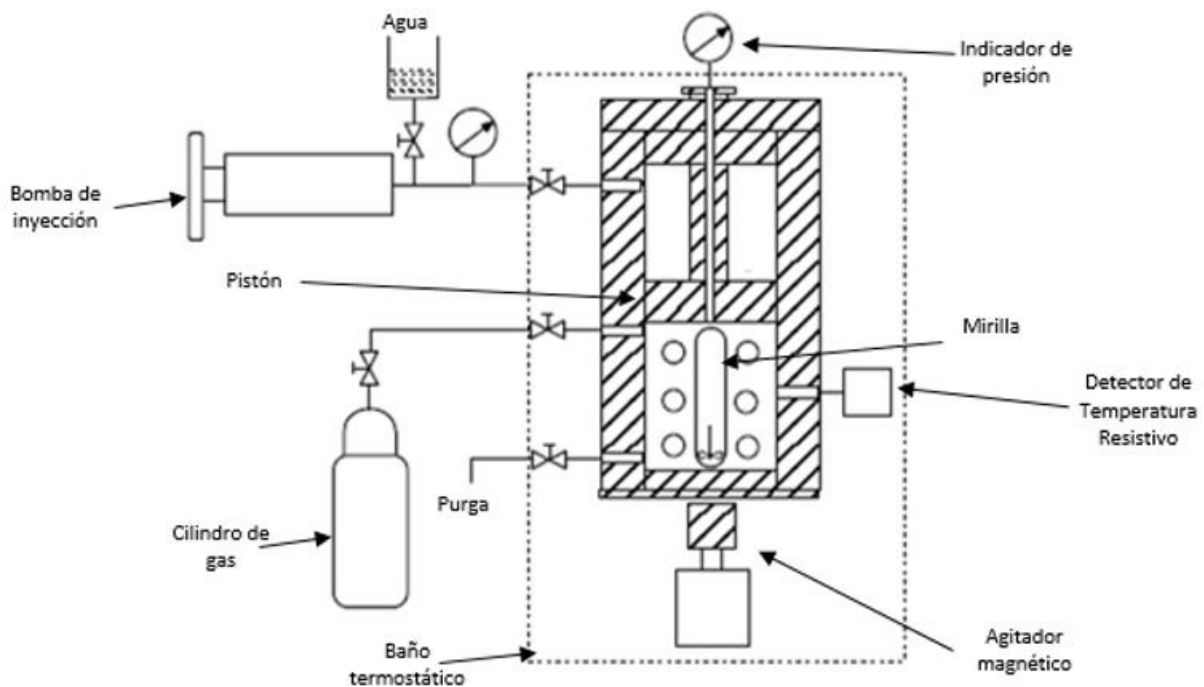 Agua
Indicador de
presión
Bomba de
inyección
Pistón
Mirilla
Detector de
Temperatura
Resistivo
Purga
Cilindro de
gas
Baño
termostático
Agitador
magnético